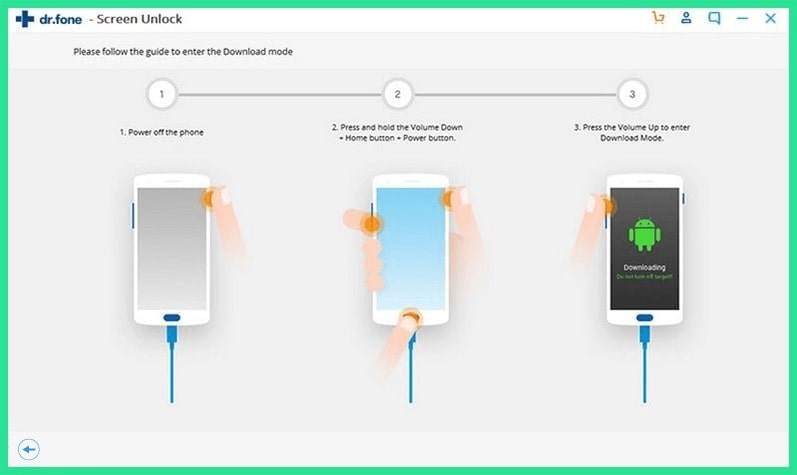 dr.fone - Screen Unlock
Please follow the guide to enter the Download mode
1
2
3
1. Power off the phone
2. Press and hold the Volume Down
+ Home button + Power button.
3. Press the Volume Up to enter
Download Mode.
Downloading
Do not turn off target!!